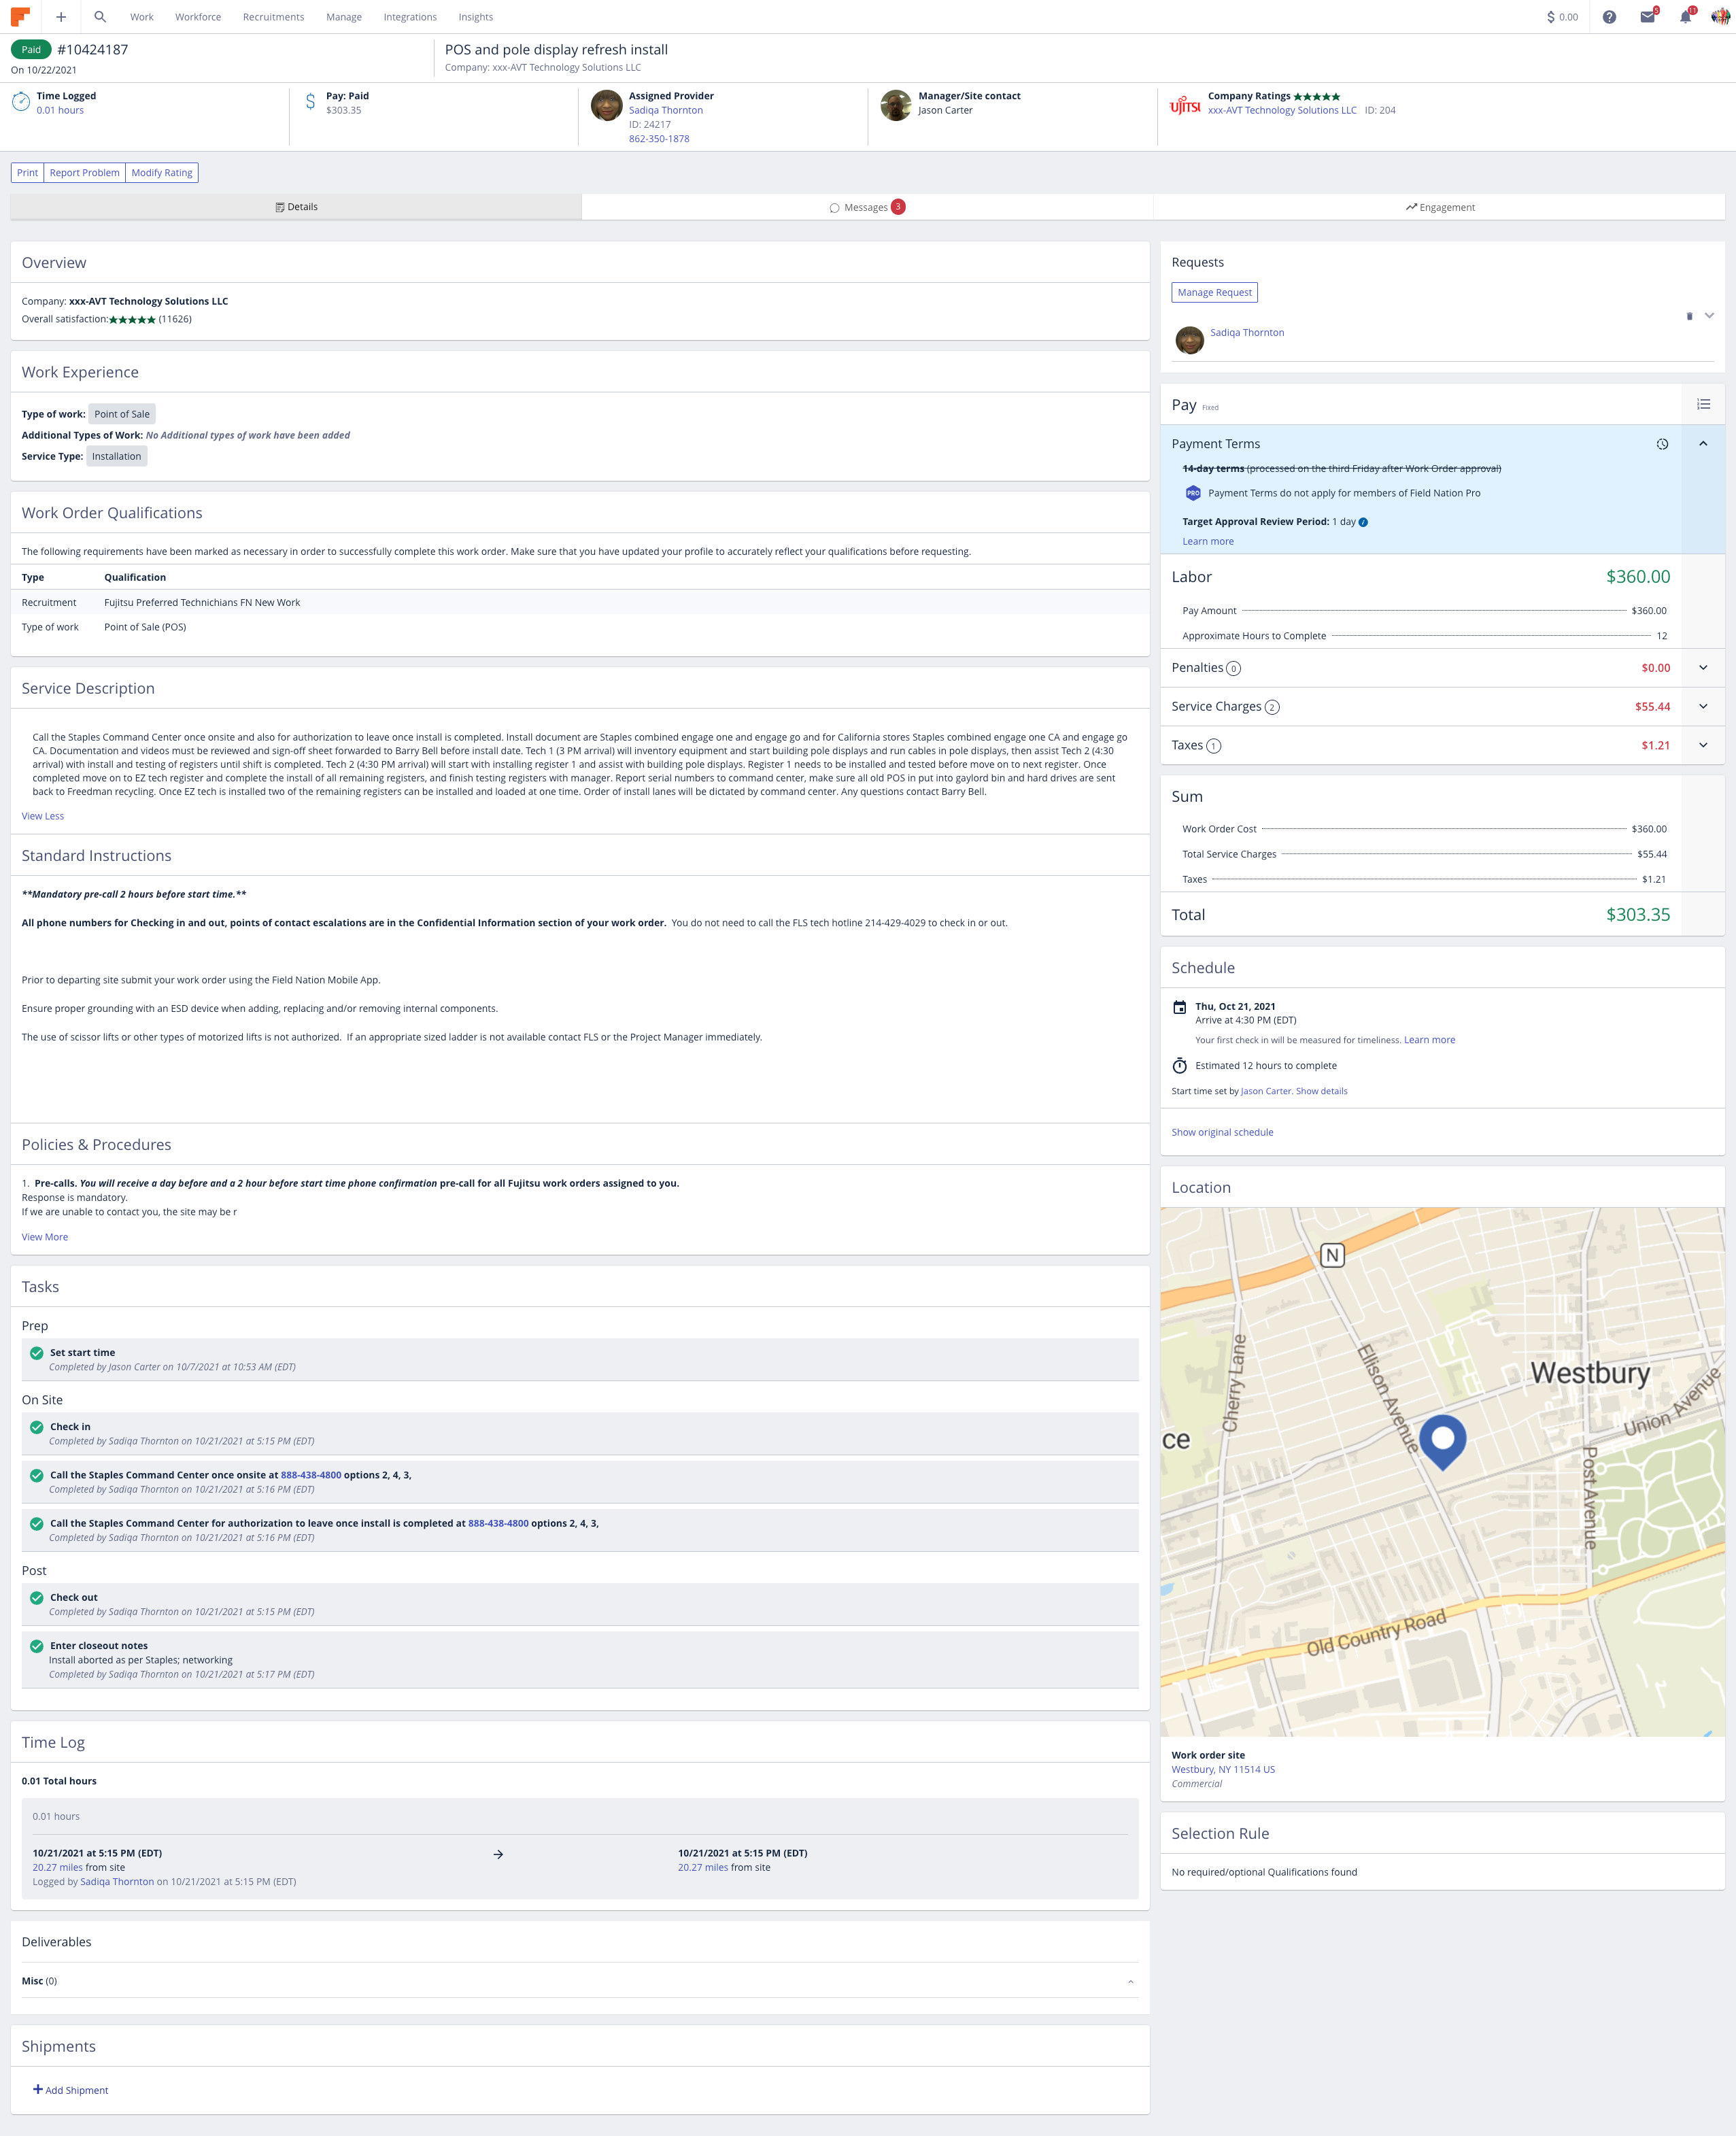 Work Workforce Recruitments Manage Integrations Insights
0.00
5
11
Paid #10424187
On 10/22/2021
POS and pole display refresh install
Company: xxx-AVT Technology Solutions LLC
Time Logged
0.01 hours
Pay: Paid
$303.35
Assigned Provider
Sadiqa Thornton
ID: 24217
862-350-1878
Manager/Site contact
Jason Carter
UJITSU
Company Ratings ★★★★★
xxx-AVT Technology Solutions LLC ID: 204
Print Report Problem Modify Rating
Details
Messages 3
Engagement
Overview
Company: xxx-AVT Technology Solutions LLC
Overall satisfaction:★★★★★ (11626)
Work Experience
Type of work: Point of Sale
Additional Types of Work: No Additional types of work have been added
Service Type: Installation
Work Order Qualifications
The following requirements have been marked as necessary in order to successfully complete this work order. Make sure that you have updated your profile to accurately reflect your qualifications before requesting.
Type Qualification
Recruitment Fujitsu Preferred Technichians FN New Work
Type of work Point of Sale (POS)
Service Description
Call the Staples Command Center once onsite and also for authorization to leave once install is completed. Install document are Staples combined engage one and engage go and for California stores Staples combined engage one CA and engage go
CA. Documentation and videos must be reviewed and sign-off sheet forwarded to Barry Bell before install date. Tech 1 (3 PM arrival) will inventory equipment and start building pole displays and run cables in pole displays, then assist Tech 2 (4:30
PM arrival) with install and testing of registers until shift is completed. Tech 2 (4:30 PM arrival) will start with installing register 1 and assist with building pole displays. Register 1 needs to be installed and tested before move on to next register. Once
completed move on to EZ tech register and complete the install of all remaining registers, and finish testing registers with manager. Report serial numbers to command center, make sure all old POS in put into gaylord bin and hard drives are sent
back to Freedman recycling. Once EZ tech is installed two of the remaining registers can be installed and loaded at one time. Order of install lanes will be dictated by command center. Any questions contact Barry Bell.
View Less
Standard Instructions
**Mandatory pre-call 2 hours before start time.**
All phone numbers for Checking in and out, points of contact escalations are in the Confidential Information section of your work order. You do not need to call the FLS tech hotline 214-429-4029 to check in or out.
Prior to departing site submit your work order using the Field Nation Mobile App.
Ensure proper grounding with an ESD device when adding, replacing and/or removing internal components.
The use of scissor lifts or other types of motorized lifts is not authorized. If an appropriate sized ladder is not available contact FLS or the Project Manager immediately.
Policies & Procedures
1. Pre-calls. You will receive a day before and a 2 hour before start time phone confirmation pre-call for all Fujitsu work orders assigned to you.
Response is mandatory.
If we are unable to contact you, the site may be r
View More
Tasks
Prep
Set start time
Completed by Jason Carter on 10/7/2021 at 10:53 AM (EDT)
On Site
Check in
Completed by Sadiqa Thornton on 10/21/2021 at 5:15 PM (EDT)
Call the Staples Command Center once onsite at 888-438-4800 options 2, 4, 3,
Completed by Sadiqa Thornton on 10/21/2021 at 5:16 PM (EDT)
Call the Staples Command Center for authorization to leave once install is completed at 888-438-4800 options 2, 4, 3,
Completed by Sadiqa Thornton on 10/21/2021 at 5:16 PM (EDT)
Post
Check out
Completed by Sadiqa Thornton on 10/21/2021 at 5:15 PM (EDT)
Enter closeout notes
Install aborted as per Staples; networking
Completed by Sadiqa Thornton on 10/21/2021 at 5:17 PM (EDT)
Time Log
0.01 Total hours
0.01 hours
10/21/2021 at 5:15 PM (EDT) → 10/21/2021 at 5:15 PM (EDT)
20.27 miles from site 20.27 miles from site
Logged by Sadiqa Thornton on 10/21/2021 at 5:15 PM (EDT)
Deliverables
Misc (0)
Shipments
Add Shipment
Requests
Manage Request
Sadiqa Thornton
Pay Fixed
Payment Terms
14-day terms (processed on the third Friday after Work Order approval)
PRO Payment Terms do not apply for members of Field Nation Pro
Target Approval Review Period: 1 day
Learn more
Labor $360.00
Pay Amount $360.00
Approximate Hours to Complete 12
Penalties 0 $0.00
Service Charges 2 $55.44
Taxes 1 $1.21
Sum
Work Order Cost $360.00
Total Service Charges $55.44
Taxes $1.21
Total $303.35
Schedule
Thu, Oct 21, 2021
Arrive at 4:30 PM (EDT)
Your first check in will be measured for timeliness. Learn more
Estimated 12 hours to complete
Start time set by Jason Carter. Show details
Show original schedule
Location
N
Cherry Lane
Ellison Avenue
Westbury
Union Avenue
ce
Post Avenue
Old Country Road
Work order site
Westbury, NY 11514 US
Commercial
Selection Rule
No required/optional Qualifications found